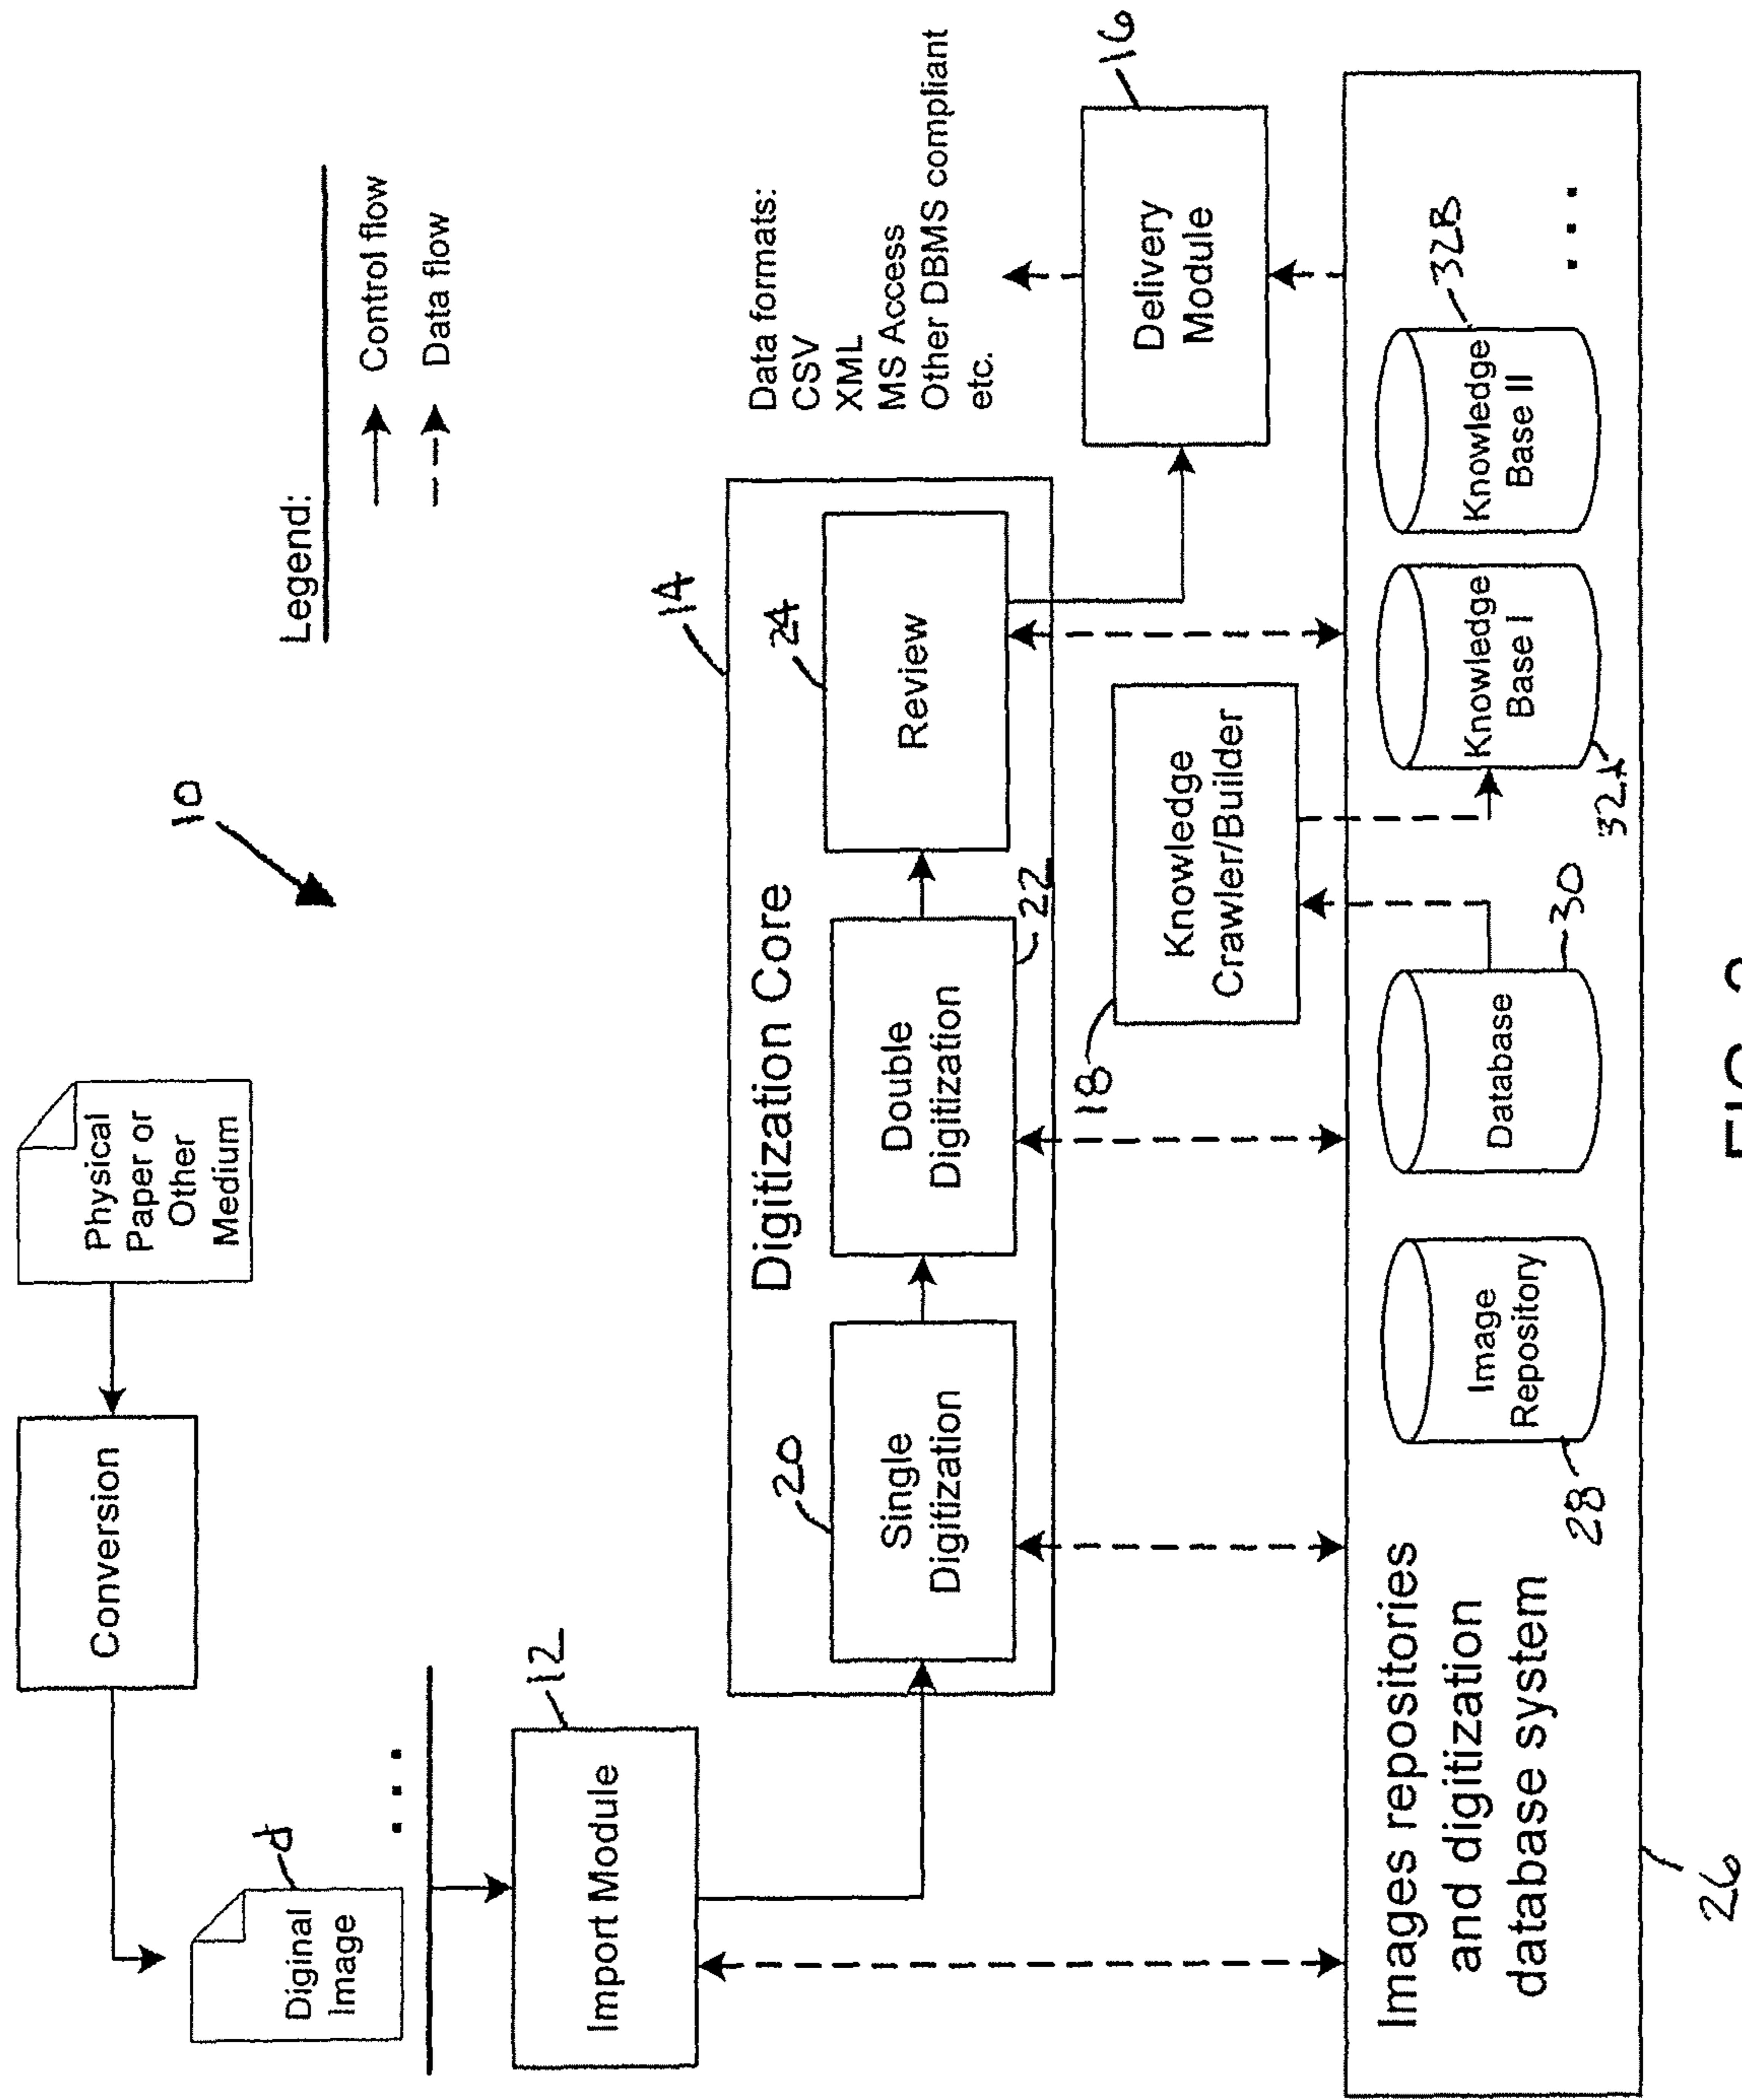 10
Physical
Paper or
Other
Medium
Conversion
Diginal
Image
d
. . .
Legend:
Control flow
Data flow
Import Module
12
14
Digitization Core
20
Single
Digitization
22
Double
Digitization
24
Review
Data formats:
CSV
XML
MS Access
Other DBMS compliant
etc.
16
Delivery
Module
18
Knowledge
Crawler/Builder
Images repositories
and digitization
database system
26
Image
Repository
28
Database
30
Knowledge
Base I
32A
Knowledge
Base II
32B
. . .